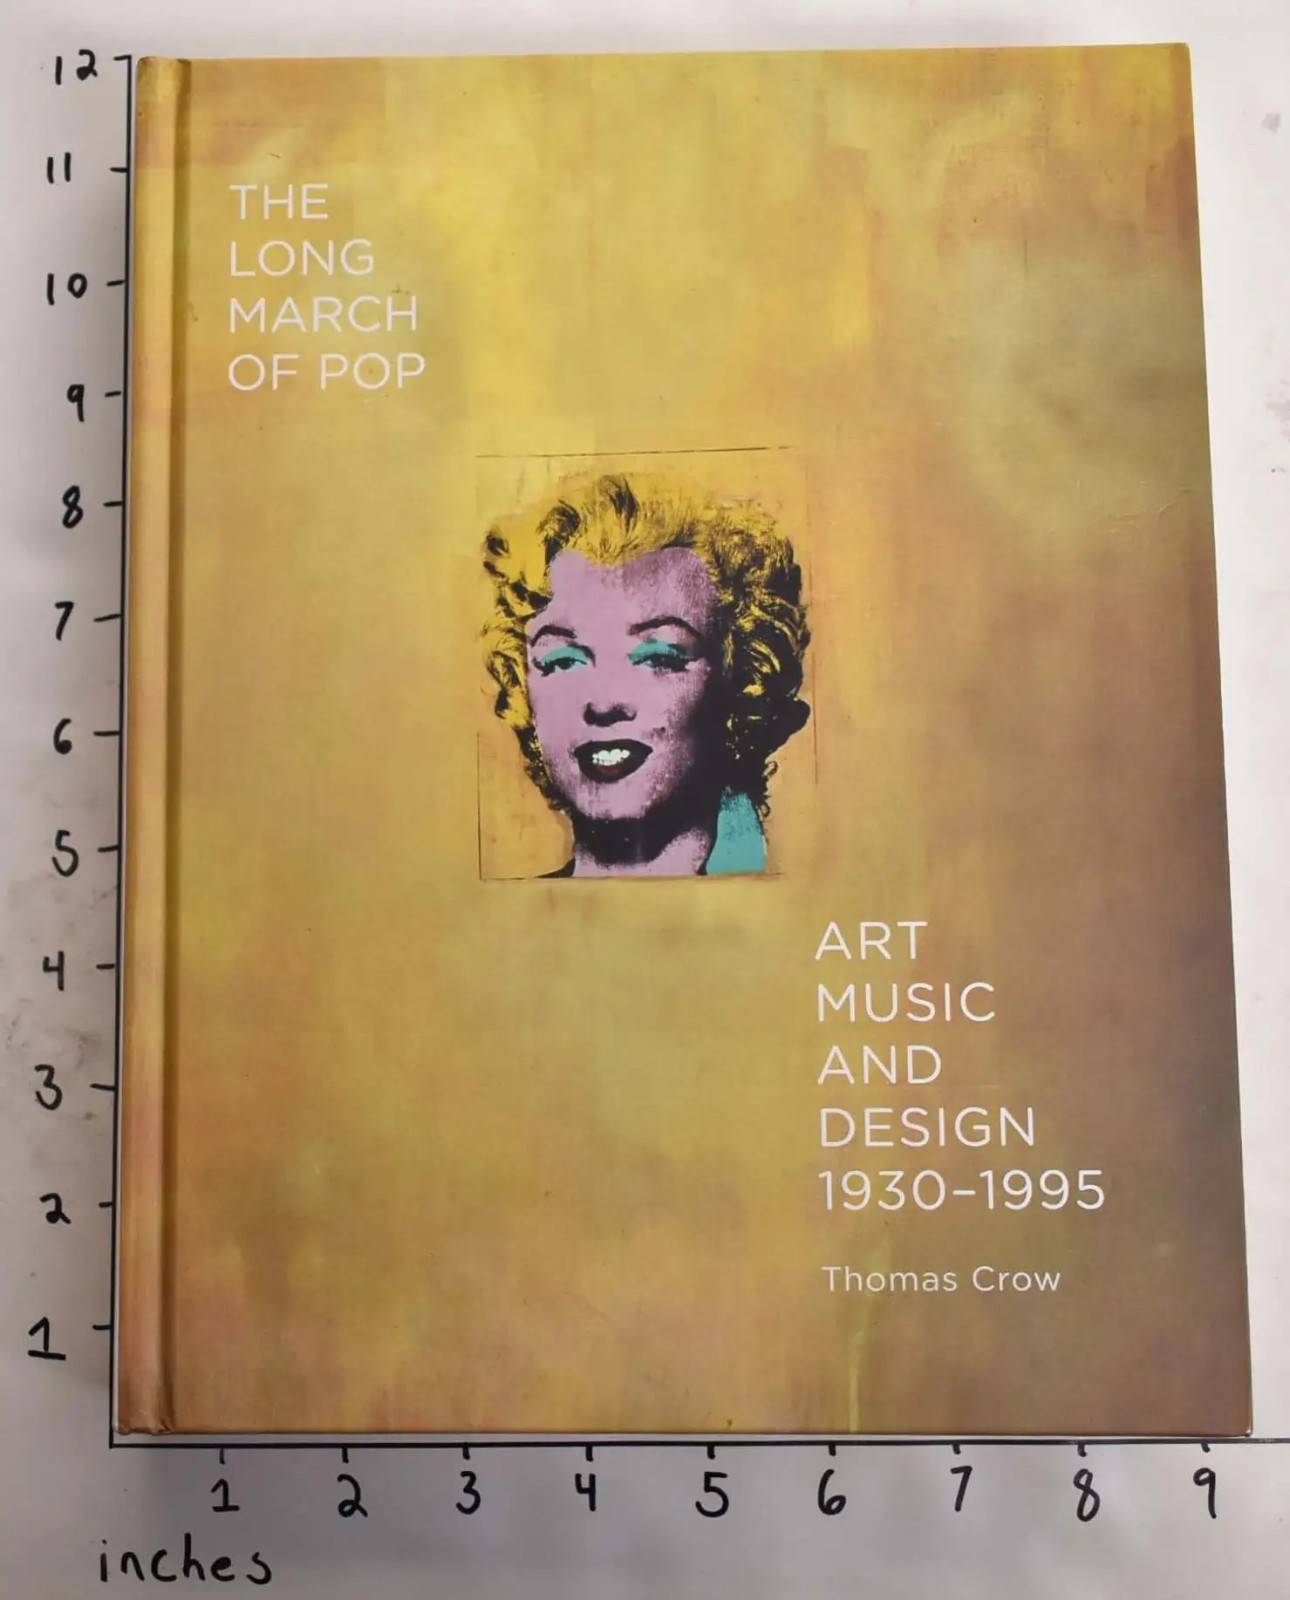 12
11
10
9
8
7
6
5
4
3
2
1
THE
LONG
MARCH
OF POP
ART
MUSIC
AND
DESIGN
1930–1995
Thomas Crow
1 2 3 4 5 6 7 8 9
inches